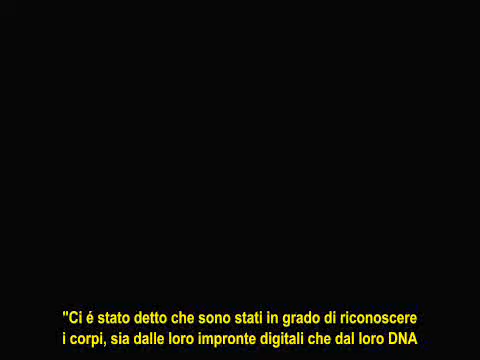 "Ci é stato detto che sono stati in grado di riconoscere
i corpi, sia dalle loro impronte digitali che dal loro DNA